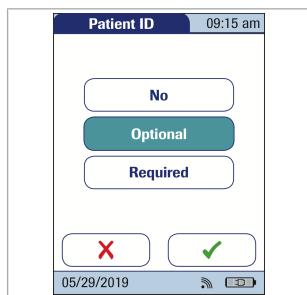 Patient ID 09:15 am
No
Optional
Required
05/29/2019